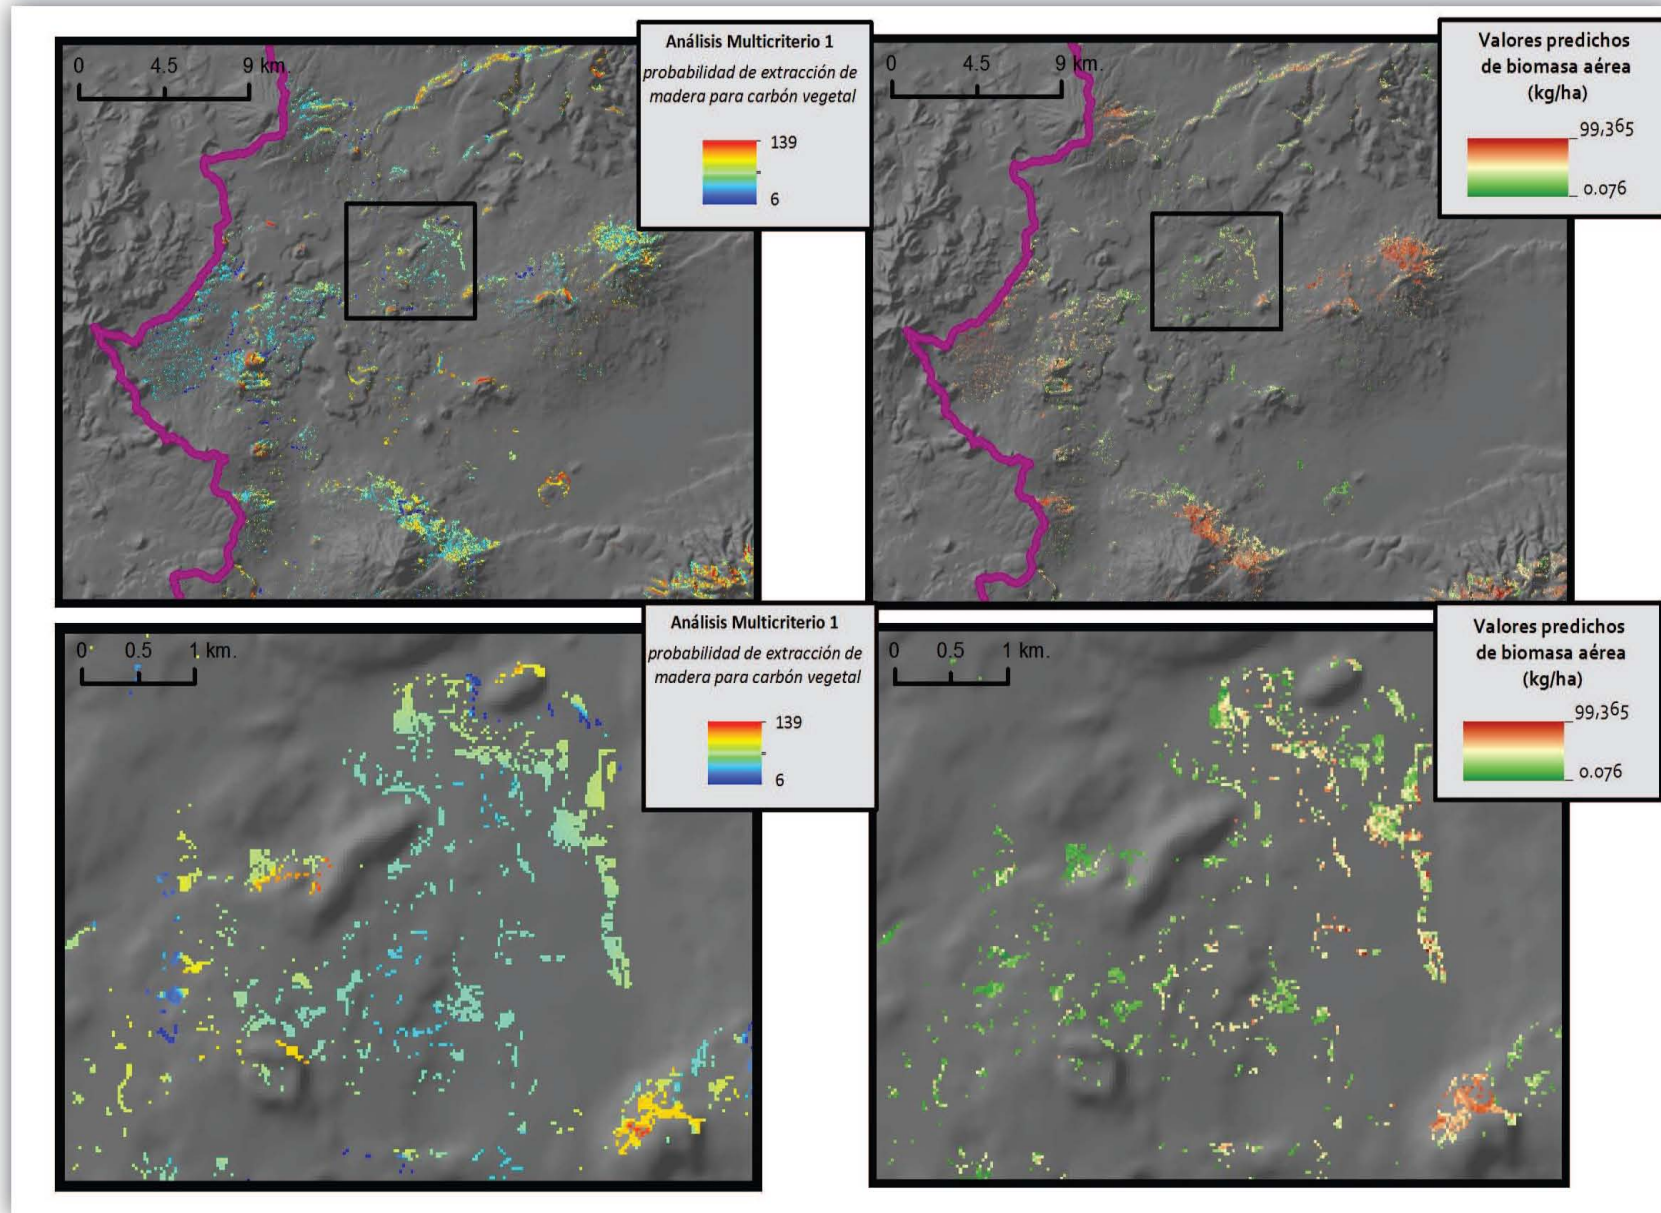 0 4.5 9 km.
Análisis Multicriterio 1
probabilidad de extracción de
madera para carbón vegetal
139
6
0 4.5 9 km.
Valores predichos
de biomasa aérea
(kg/ha)
99,365
0.076
0 0.5 1 km.
Análisis Multicriterio 1
probabilidad de extracción de
madera para carbón vegetal
139
6
0 0.5 1 km.
Valores predichos
de biomasa aérea
(kg/ha)
99,365
0.076